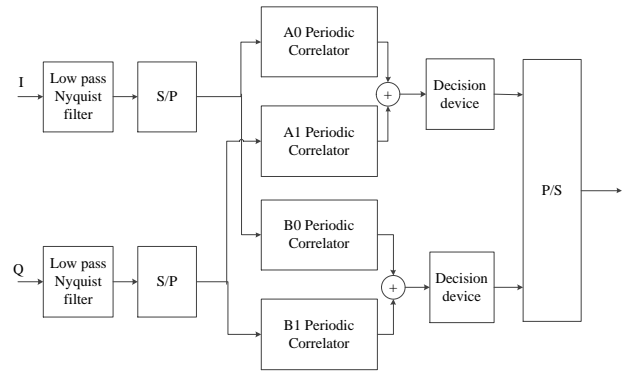 I
Low pass
Nyquist
filter
S/P
A0 Periodic
Correlator
+
Decision
device
A1 Periodic
Correlator
P/S
B0 Periodic
Correlator
Q
Low pass
Nyquist
filter
S/P
+
Decision
device
B1 Periodic
Correlator